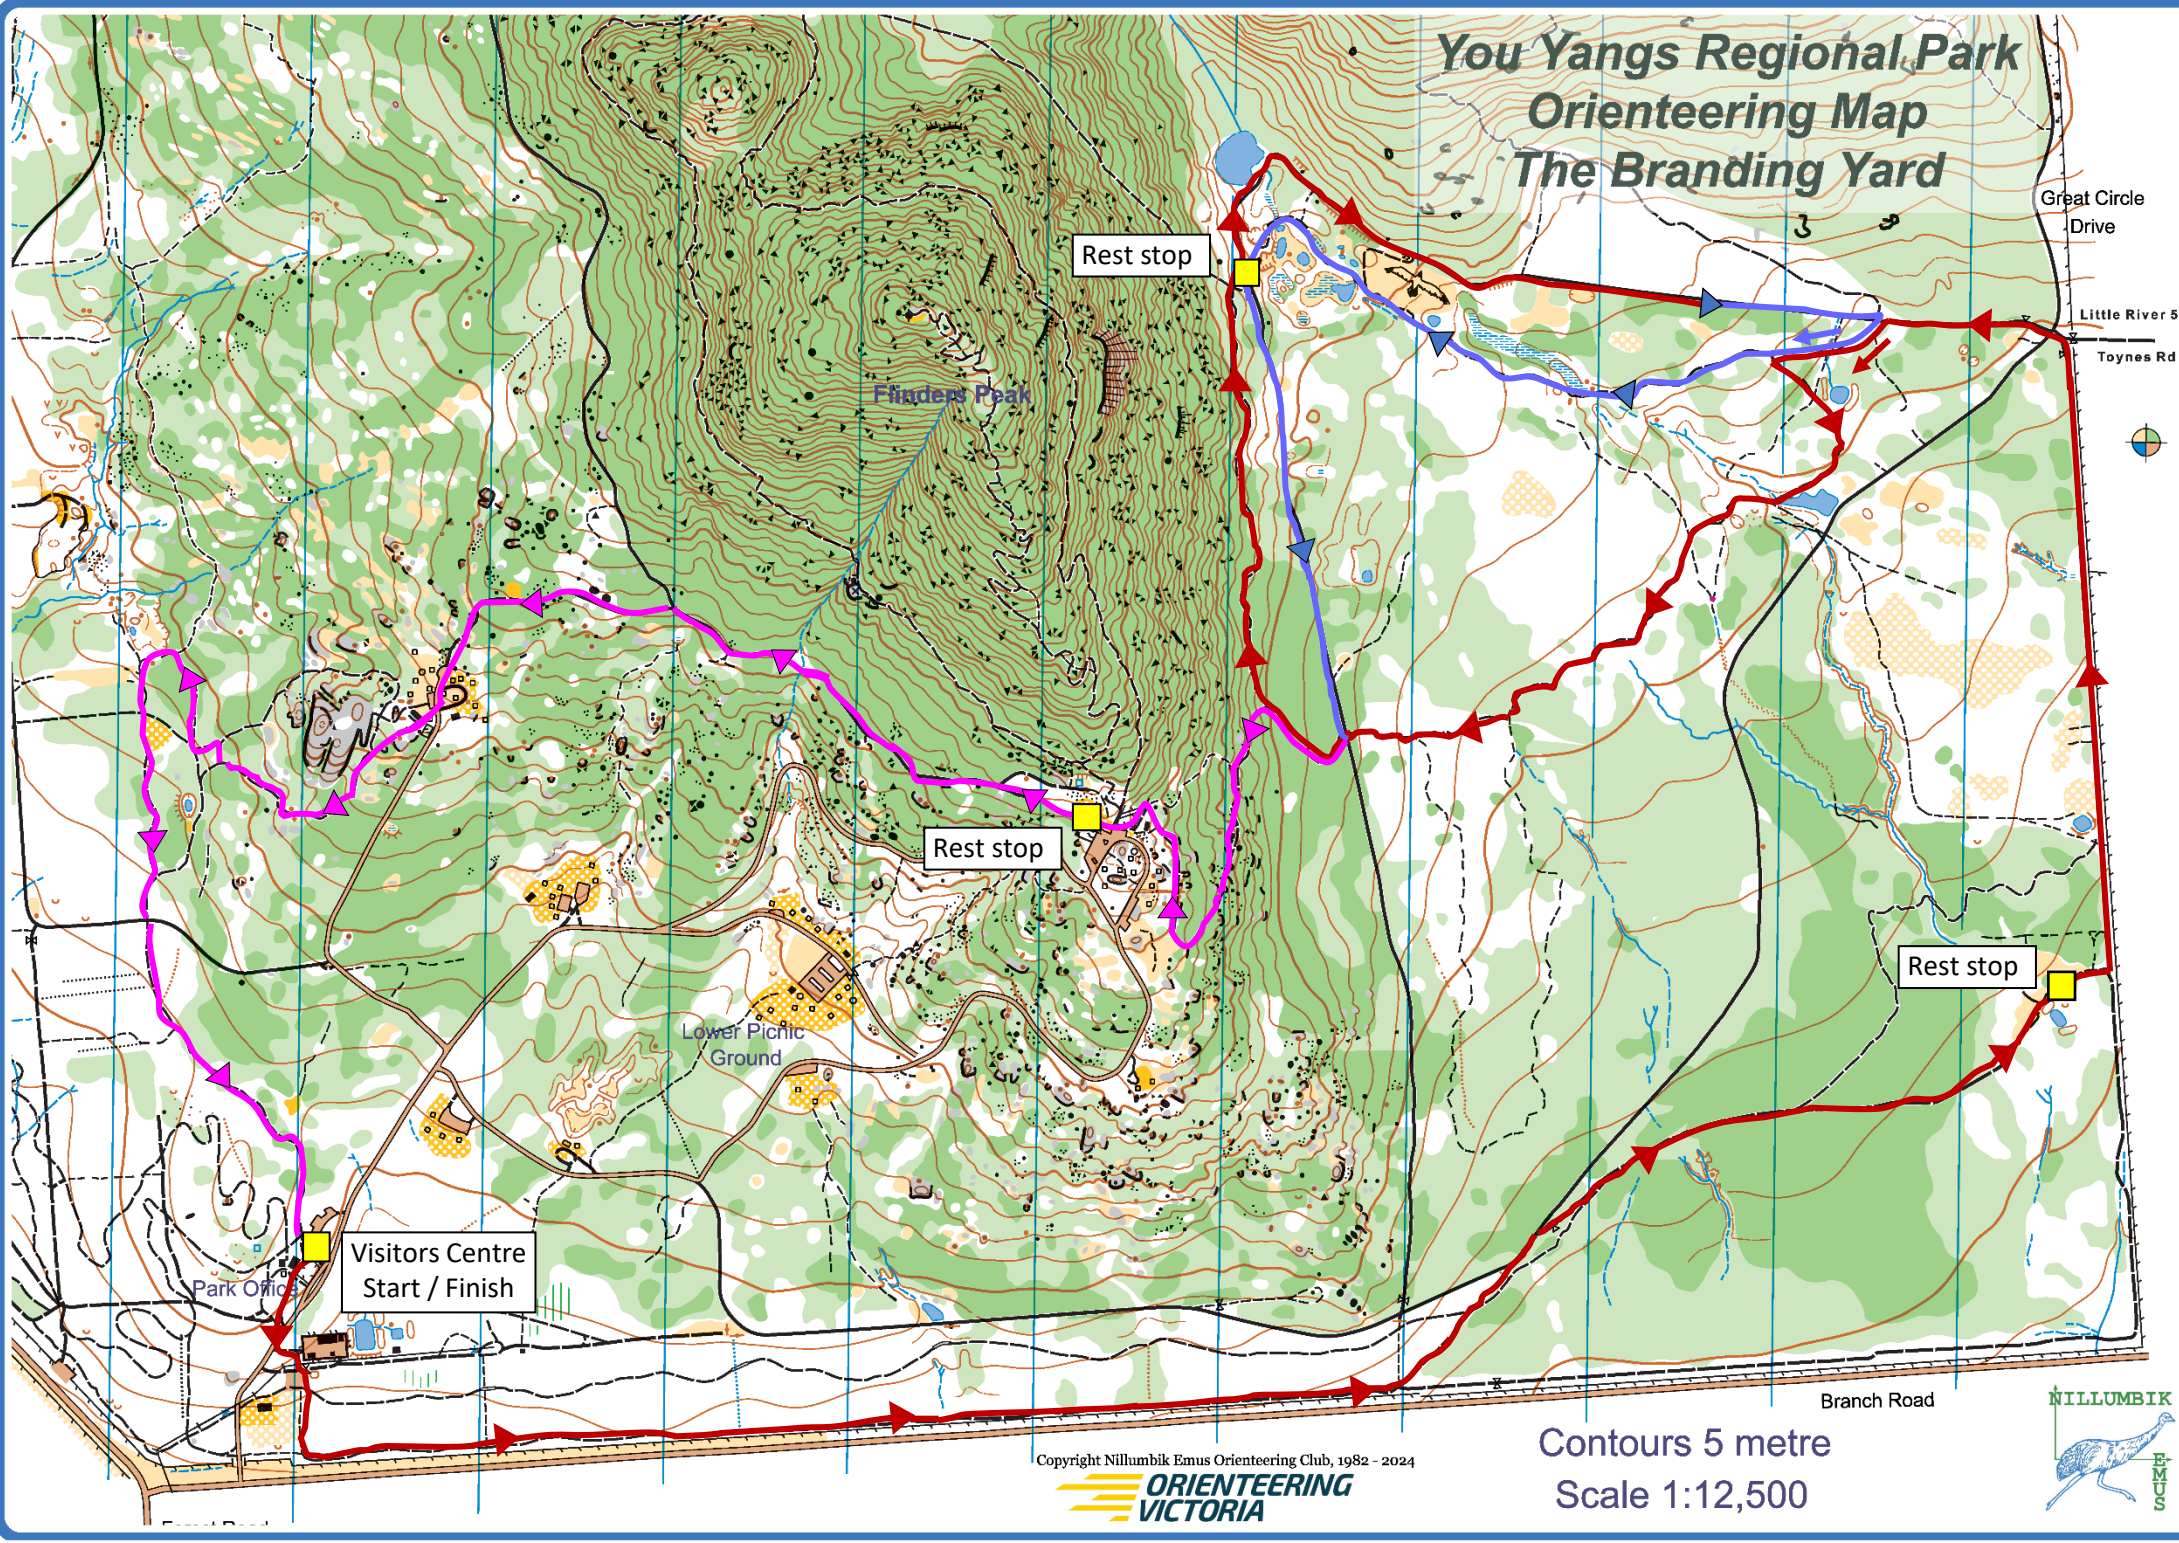 You Yangs Regional Park
Orienteering Map
The Branding Yard
Great Circle
Drive
Rest stop
Little River 5
Toynes Rd
Flinders Peak
Rest stop
Rest stop
Lower Picnic
Ground
Visitors Centre
Start / Finish
Park Office
Branch Road
NILLUMBIK
EMUS
Contours 5 metre
Scale 1:12,500
Copyright Nillumbik Emus Orienteering Club, 1982 - 2024
ORIENTEERING
VICTORIA